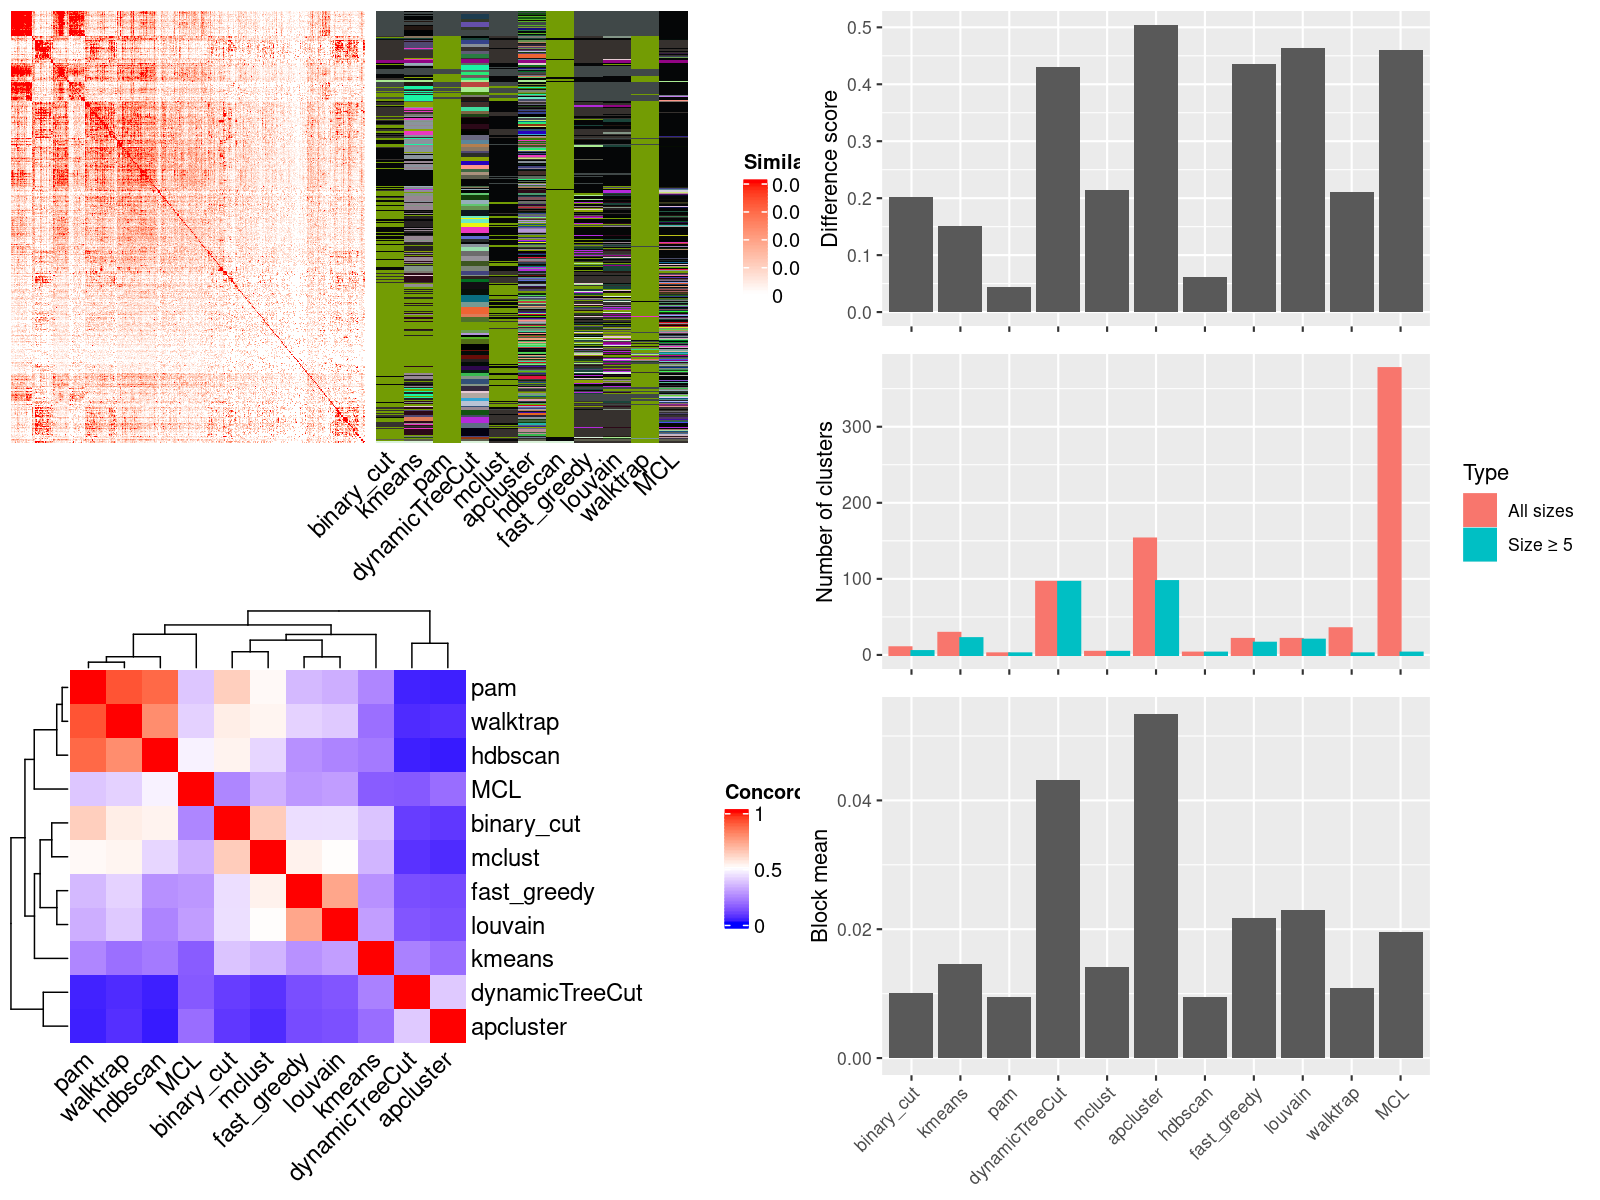 Simila
0.0
0.0
0.0
0.0
0
binary_cut
kmeans
pam
dynamicTreeCut
mclust
apcluster
hdbscan
fast_greedy
louvain
walktrap
MCL
pam
walktrap
hdbscan
MCL
binary_cut
mclust
fast_greedy
louvain
kmeans
dynamicTreeCut
apcluster
pam
walktrap
hdbscan
MCL
binary_cut
mclust
fast_greedy
louvain
kmeans
dynamicTreeCut
apcluster
Concord
1
0.5
0
Difference score
0.5
0.4
0.3
0.2
0.1
0.0
Number of clusters
300
200
100
0
Type
All sizes
Size ≥ 5
Block mean
0.04
0.02
0.00
binary_cut
kmeans
pam
dynamicTreeCut
mclust
apcluster
hdbscan
fast_greedy
louvain
walktrap
MCL